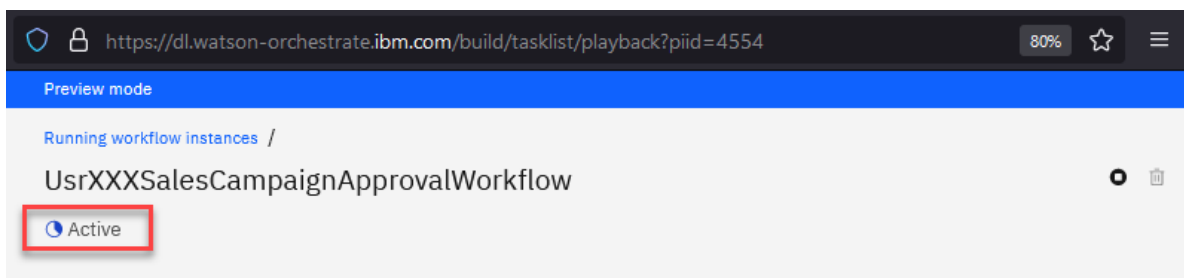 https://dl.watson-orchestrate.ibm.com/build/tasklist/playback?piid=4554 80%
Preview mode
Running workflow instances /
UsrXXXSalesCampaignApprovalWorkflow
Active